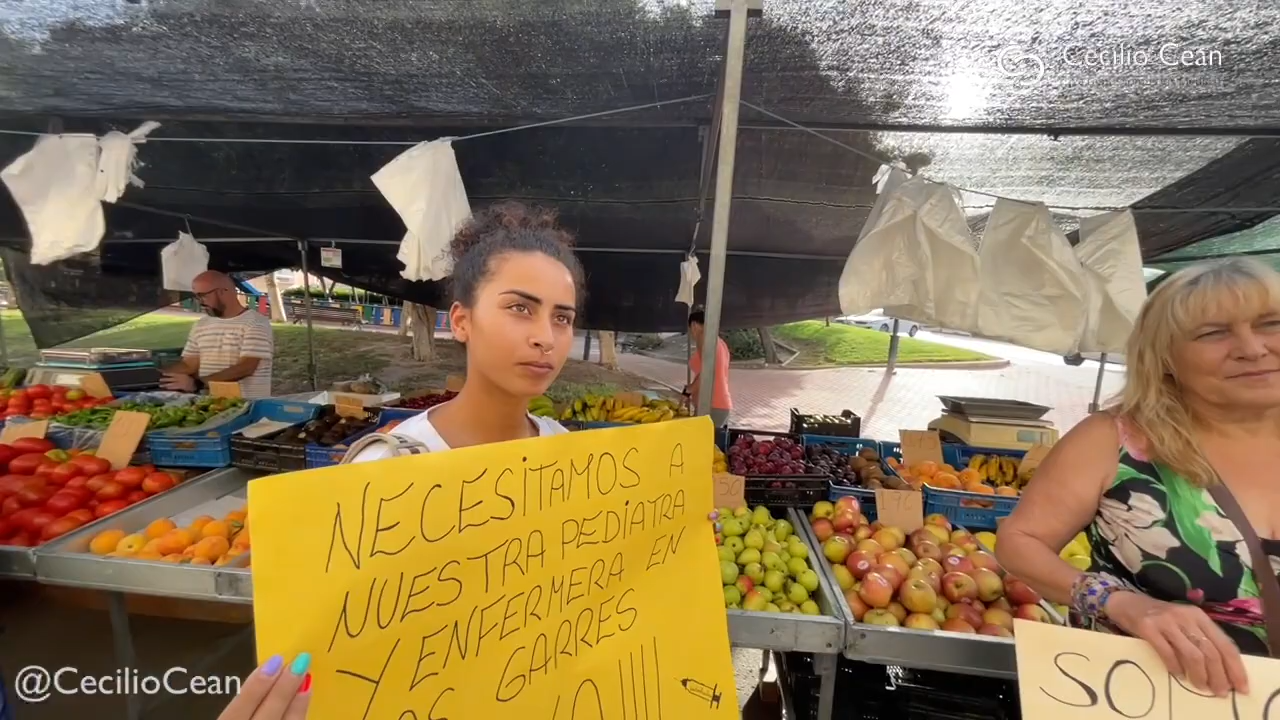 Cecilio Cean
NECESITAMOS A
NUESTRA PEDIATRA
Y ENFERMERA EN
GARRES
@CecilioCean